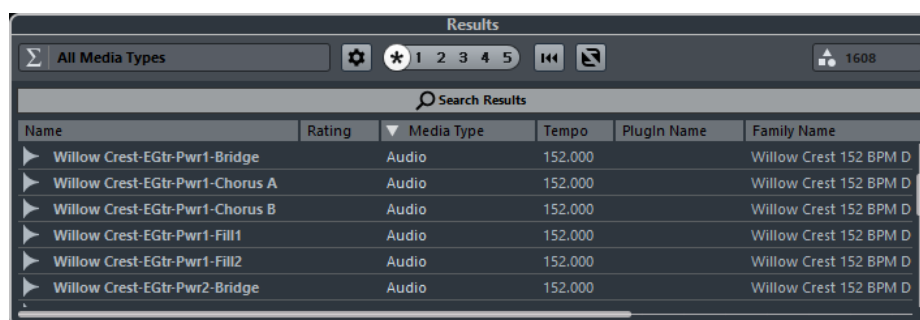 Results
All Media Types * 1 2 3 4 5 1608
Search Results
Name Rating Media Type Tempo PlugIn Name Family Name
Willow Crest-EGtr-Pwr1-Bridge Audio 152.000 Willow Crest 152 BPM D
Willow Crest-EGtr-Pwr1-Chorus A Audio 152.000 Willow Crest 152 BPM D
Willow Crest-EGtr-Pwr1-Chorus B Audio 152.000 Willow Crest 152 BPM D
Willow Crest-EGtr-Pwr1-Fill1 Audio 152.000 Willow Crest 152 BPM D
Willow Crest-EGtr-Pwr1-Fill2 Audio 152.000 Willow Crest 152 BPM D
Willow Crest-EGtr-Pwr2-Bridge Audio 152.000 Willow Crest 152 BPM D